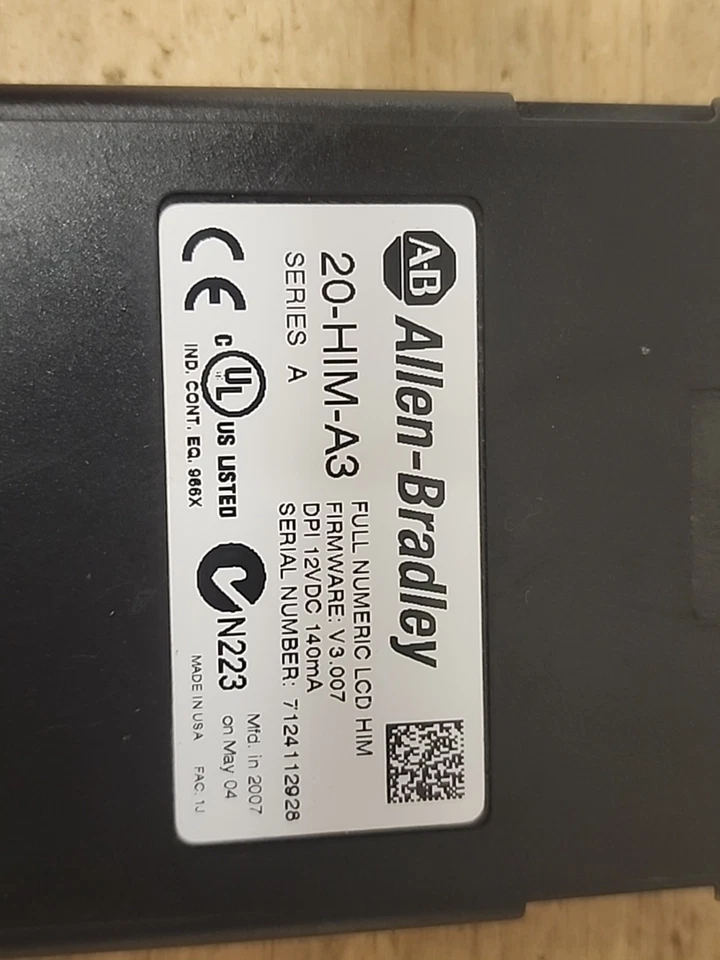 A-B Allen-Bradley
20-HIM-A3
SERIES A
FULL NUMERIC LCD HIM
FIRMWARE: V3.007
DPI 12VDC 140mA
SERIAL NUMBER: 7124112928
CE
C UL US LISTED
IND. CONT. EQ. 966X
N223
Mfd. in 2007
on May 04
MADE IN USA FAC. 1J